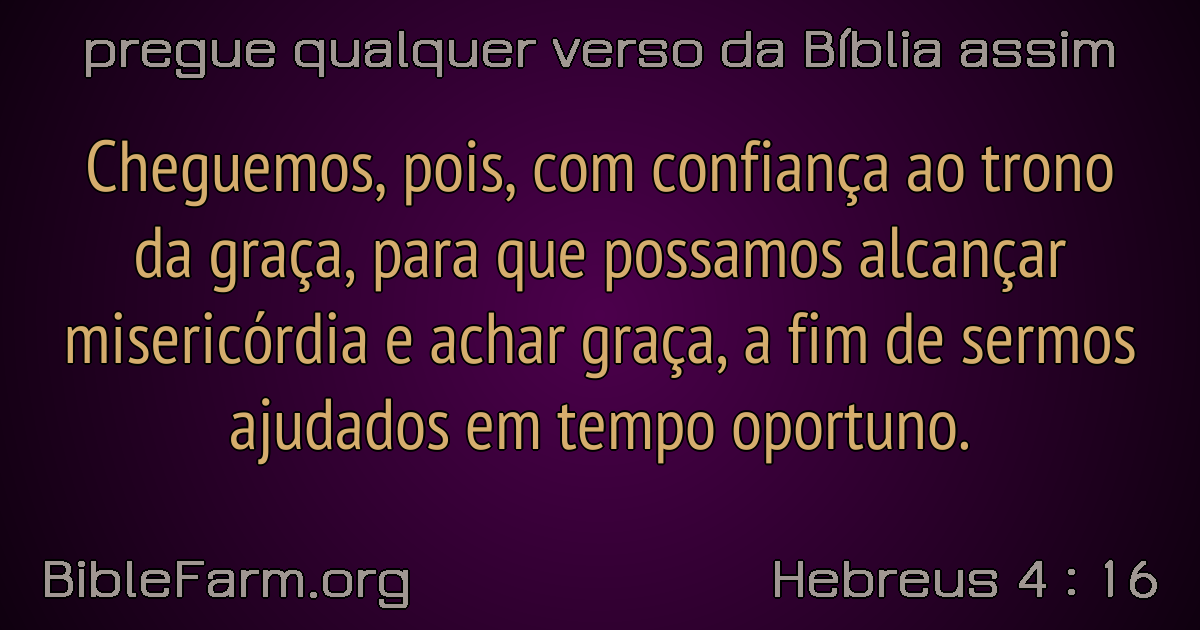 pregue qualquer verso da Bíblia assim
Cheguemos, pois, com confiança ao trono
da graça, para que possamos alcançar
misericórdia e achar graça, a fim de sermos
ajudados em tempo oportuno.
BibleFarm.org
Hebreus 4 : 16